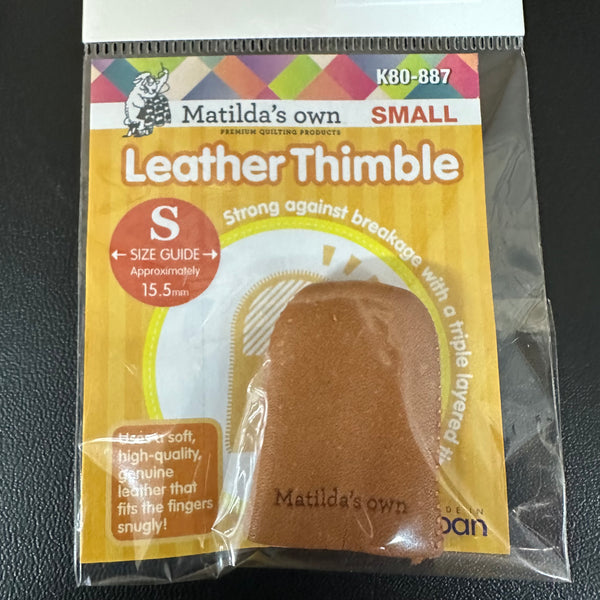 K80-887
Matilda's own SMALL
PREMIUM QUILTING PRODUCTS
Leather Thimble
Strong against breakage with a triple layered
S
SIZE GUIDE
Approximately
15.5mm
Uses a soft,
high-quality,
genuine
leather that
fits the fingers
snugly!
Matilda's own